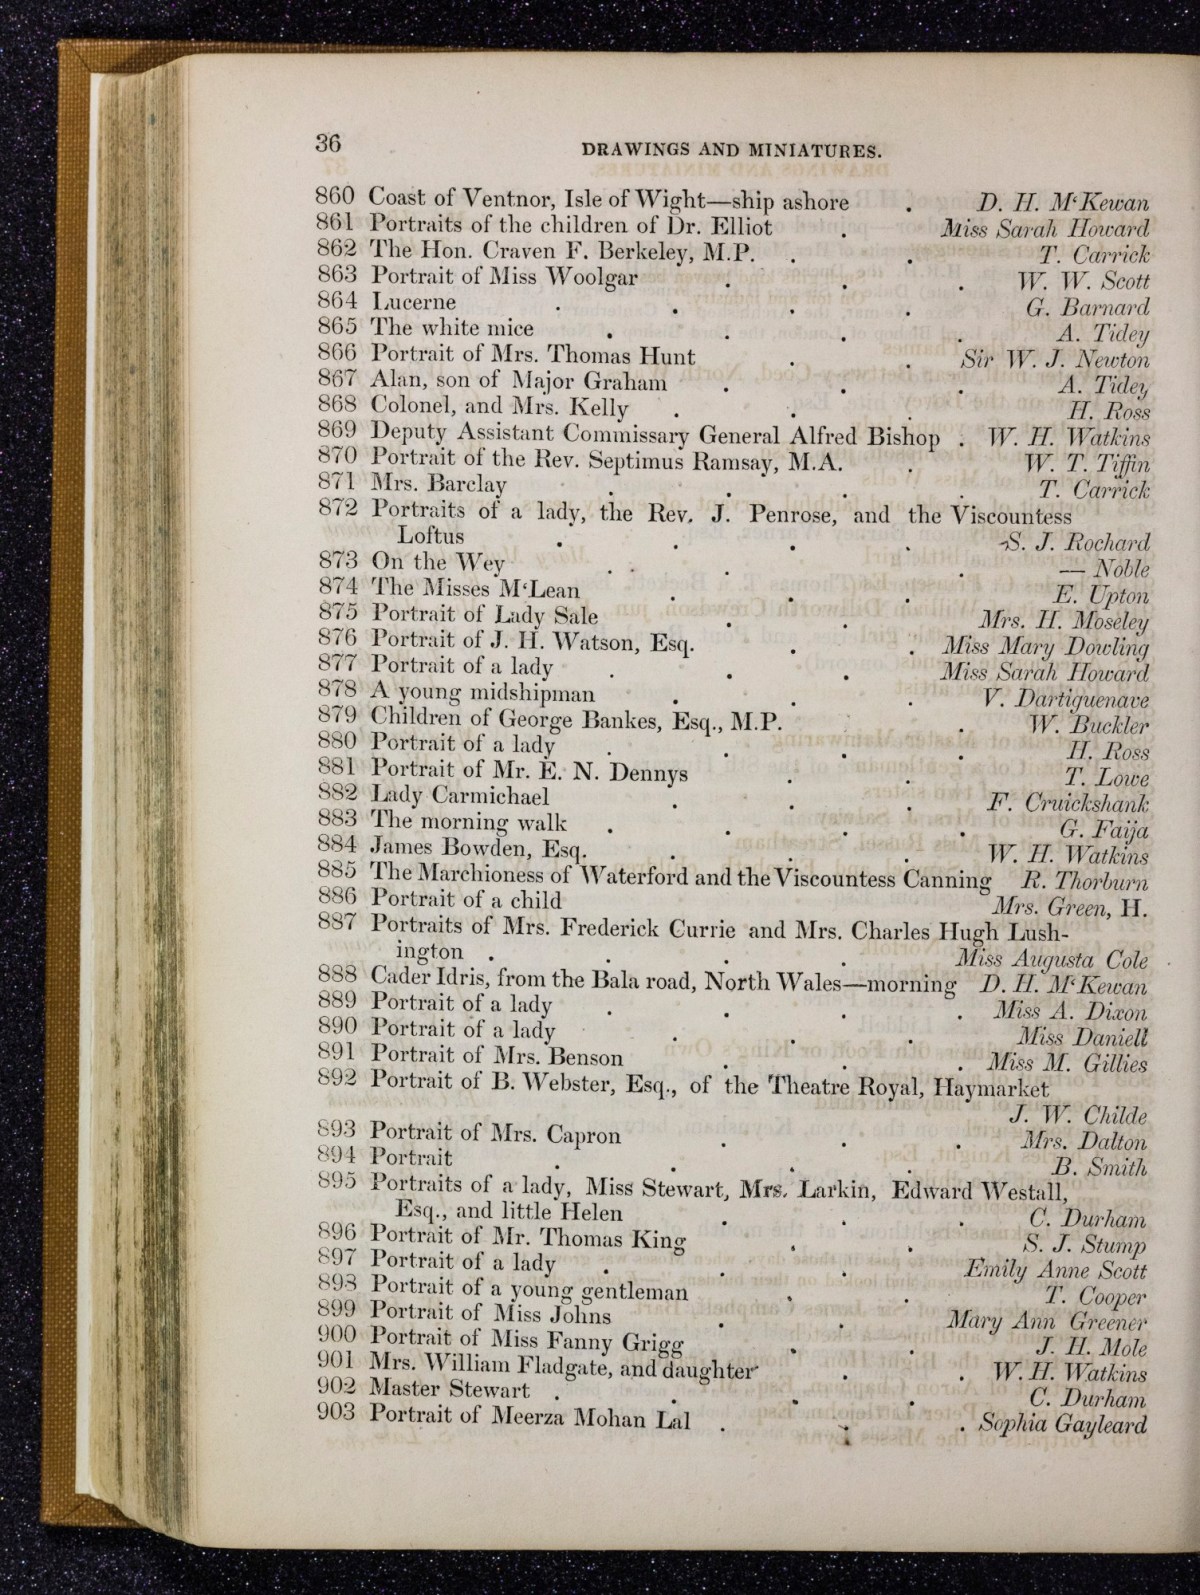 36 DRAWINGS AND MINIATURES.
860 Coast of Ventnor, Isle of Wight—ship ashore . D. H. M‘Kewan
861 Portraits of the children of Dr. Elliot . Miss Sarah Howard
862 The Hon. Craven F. Berkeley, M.P. . . T. Carrick
863 Portrait of Miss Woolgar . . . W. W. Scott
864 Lucerne . . . . G. Barnard
865 The white mice . . . . A. Tidey
866 Portrait of Mrs. Thomas Hunt . . Sir W. J. Newton
867 Alan, son of Major Graham . . . A. Tidey
868 Colonel, and Mrs. Kelly . . . H. Ross
869 Deputy Assistant Commissary General Alfred Bishop . W. H. Watkins
870 Portrait of the Rev. Septimus Ramsay, M.A. . W. T. Tiffin
871 Mrs. Barclay . . . . T. Carrick
872 Portraits of a lady, the Rev. J. Penrose, and the Viscountess
Loftus . . . . S. J. Rochard
873 On the Wey . . . . — Noble
874 The Misses M‘Lean . . . E. Upton
875 Portrait of Lady Sale . . Mrs. H. Moseley
876 Portrait of J. H. Watson, Esq. . . Miss Mary Dowling
877 Portrait of a lady . . . Miss Sarah Howard
878 A young midshipman . . . V. Dartiguenave
879 Children of George Bankes, Esq., M.P. . . W. Buckler
880 Portrait of a lady . . . . H. Ross
881 Portrait of Mr. E. N. Dennys . . T. Lowe
882 Lady Carmichael . . . F. Cruickshank
883 The morning walk . . . . G. Faija
884 James Bowden, Esq. . . . W. H. Watkins
885 The Marchioness of Waterford and the Viscountess Canning R. Thorburn
886 Portrait of a child Mrs. Green, H.
887 Portraits of Mrs. Frederick Currie and Mrs. Charles Hugh Lush-
ington . . . . Miss Augusta Cole
888 Cader Idris, from the Bala road, North Wales—morning D. H. M‘Kewan
889 Portrait of a lady . . . . Miss A. Dixon
890 Portrait of a lady . . . Miss Daniell
891 Portrait of Mrs. Benson . . . Miss M. Gillies
892 Portrait of B. Webster, Esq., of the Theatre Royal, Haymarket
J. W. Childe
893 Portrait of Mrs. Capron . . . Mrs. Dalton
894 Portrait . . . . B. Smith
895 Portraits of a lady, Miss Stewart, Mrs. Larkin, Edward Westall,
Esq., and little Helen . . . C. Durham
896 Portrait of Mr. Thomas King . . S. J. Stump
897 Portrait of a lady . . . Emily Anne Scott
898 Portrait of a young gentleman . . T. Cooper
899 Portrait of Miss Johns . . Mary Ann Greener
900 Portrait of Miss Fanny Grigg . . J. H. Mole
901 Mrs. William Fladgate, and daughter . . W. H. Watkins
902 Master Stewart . . . . C. Durham
903 Portrait of Meerza Mohan Lal . . . Sophia Gayleard